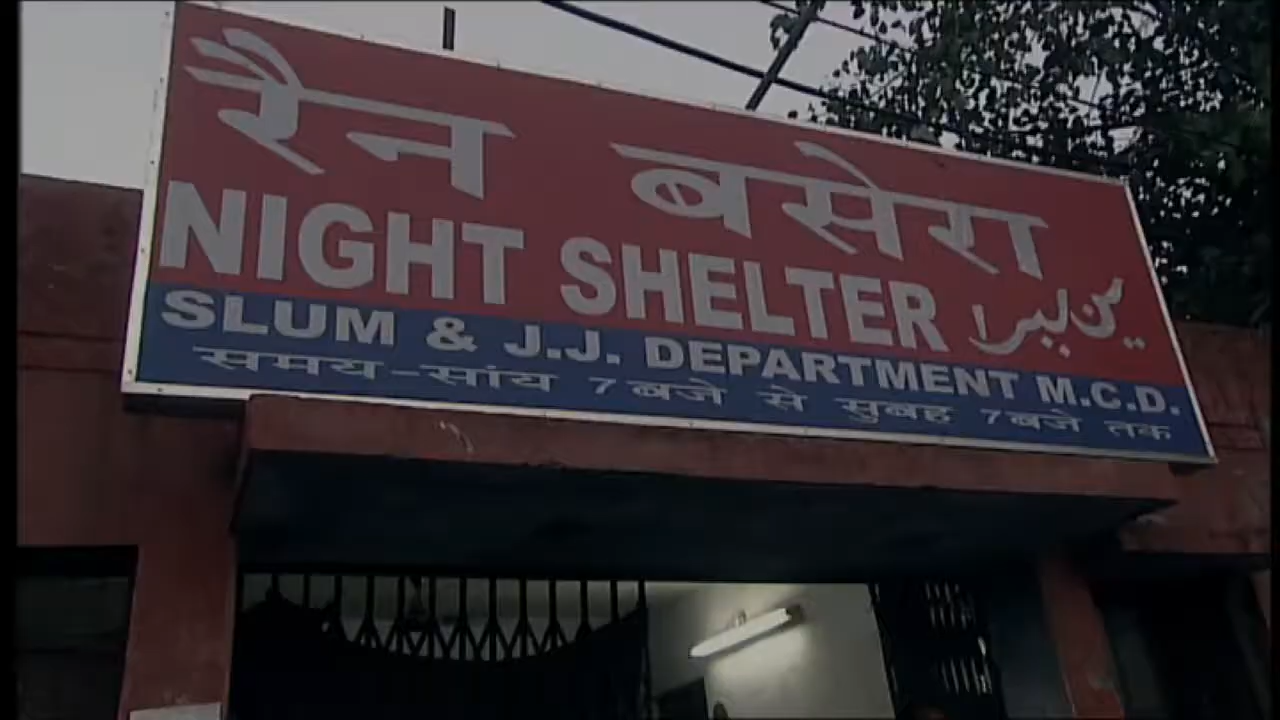 रैन बसेरा
NIGHT SHELTER رین بسیرا
SLUM & J.J. DEPARTMENT M.C.D.
समय-सांय 7 बजे से सुबह 7 बजे तक